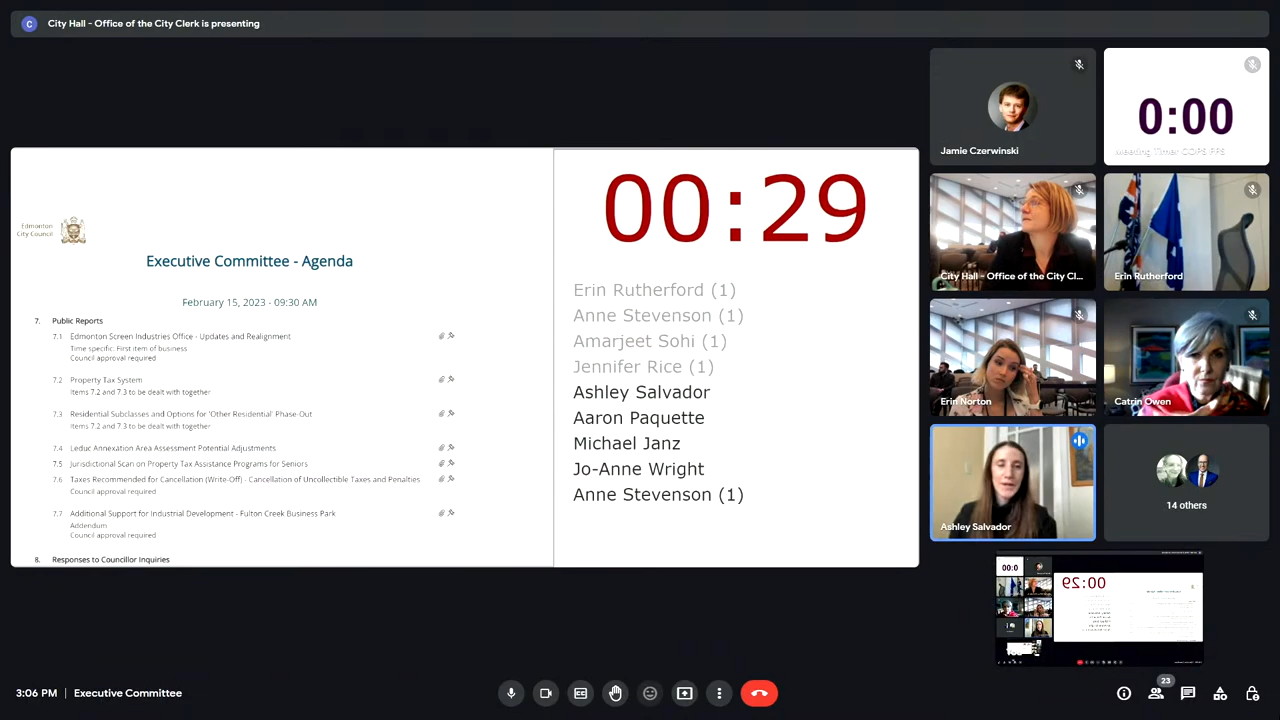 C City Hall - Office of the City Clerk is presenting
Edmonton
City Council
Executive Committee - Agenda
February 15, 2023 - 09:30 AM
7. Public Reports
7.1 Edmonton Screen Industries Office - Updates and Realignment
Time specific: First item of business
Council approval required
7.2 Property Tax System
Items 7.2 and 7.3 to be dealt with together
7.3 Residential Subclasses and Options for 'Other Residential' Phase-Out
Items 7.2 and 7.3 to be dealt with together
7.4 Leduc Annexation Area Assessment Potential Adjustments
7.5 Jurisdictional Scan on Property Tax Assistance Programs for Seniors
7.6 Taxes Recommended for Cancellation (Write-Off) - Cancellation of Uncollectible Taxes and Penalties
Council approval required
7.7 Additional Support for Industrial Development - Fulton Creek Business Park
Addendum
Council approval required
8. Responses to Councillor Inquiries
00:29
Erin Rutherford (1)
Anne Stevenson (1)
Amarjeet Sohi (1)
Jennifer Rice (1)
Ashley Salvador
Aaron Paquette
Michael Janz
Jo-Anne Wright
Anne Stevenson (1)
Jamie Czerwinski
0:00
Meeting Timer COPS FPS
City Hall - Office of the City Cl...
Erin Rutherford
Erin Norton
Catrin Owen
Ashley Salvador
14 others
00:0
00:29
3:06 PM | Executive Committee
23